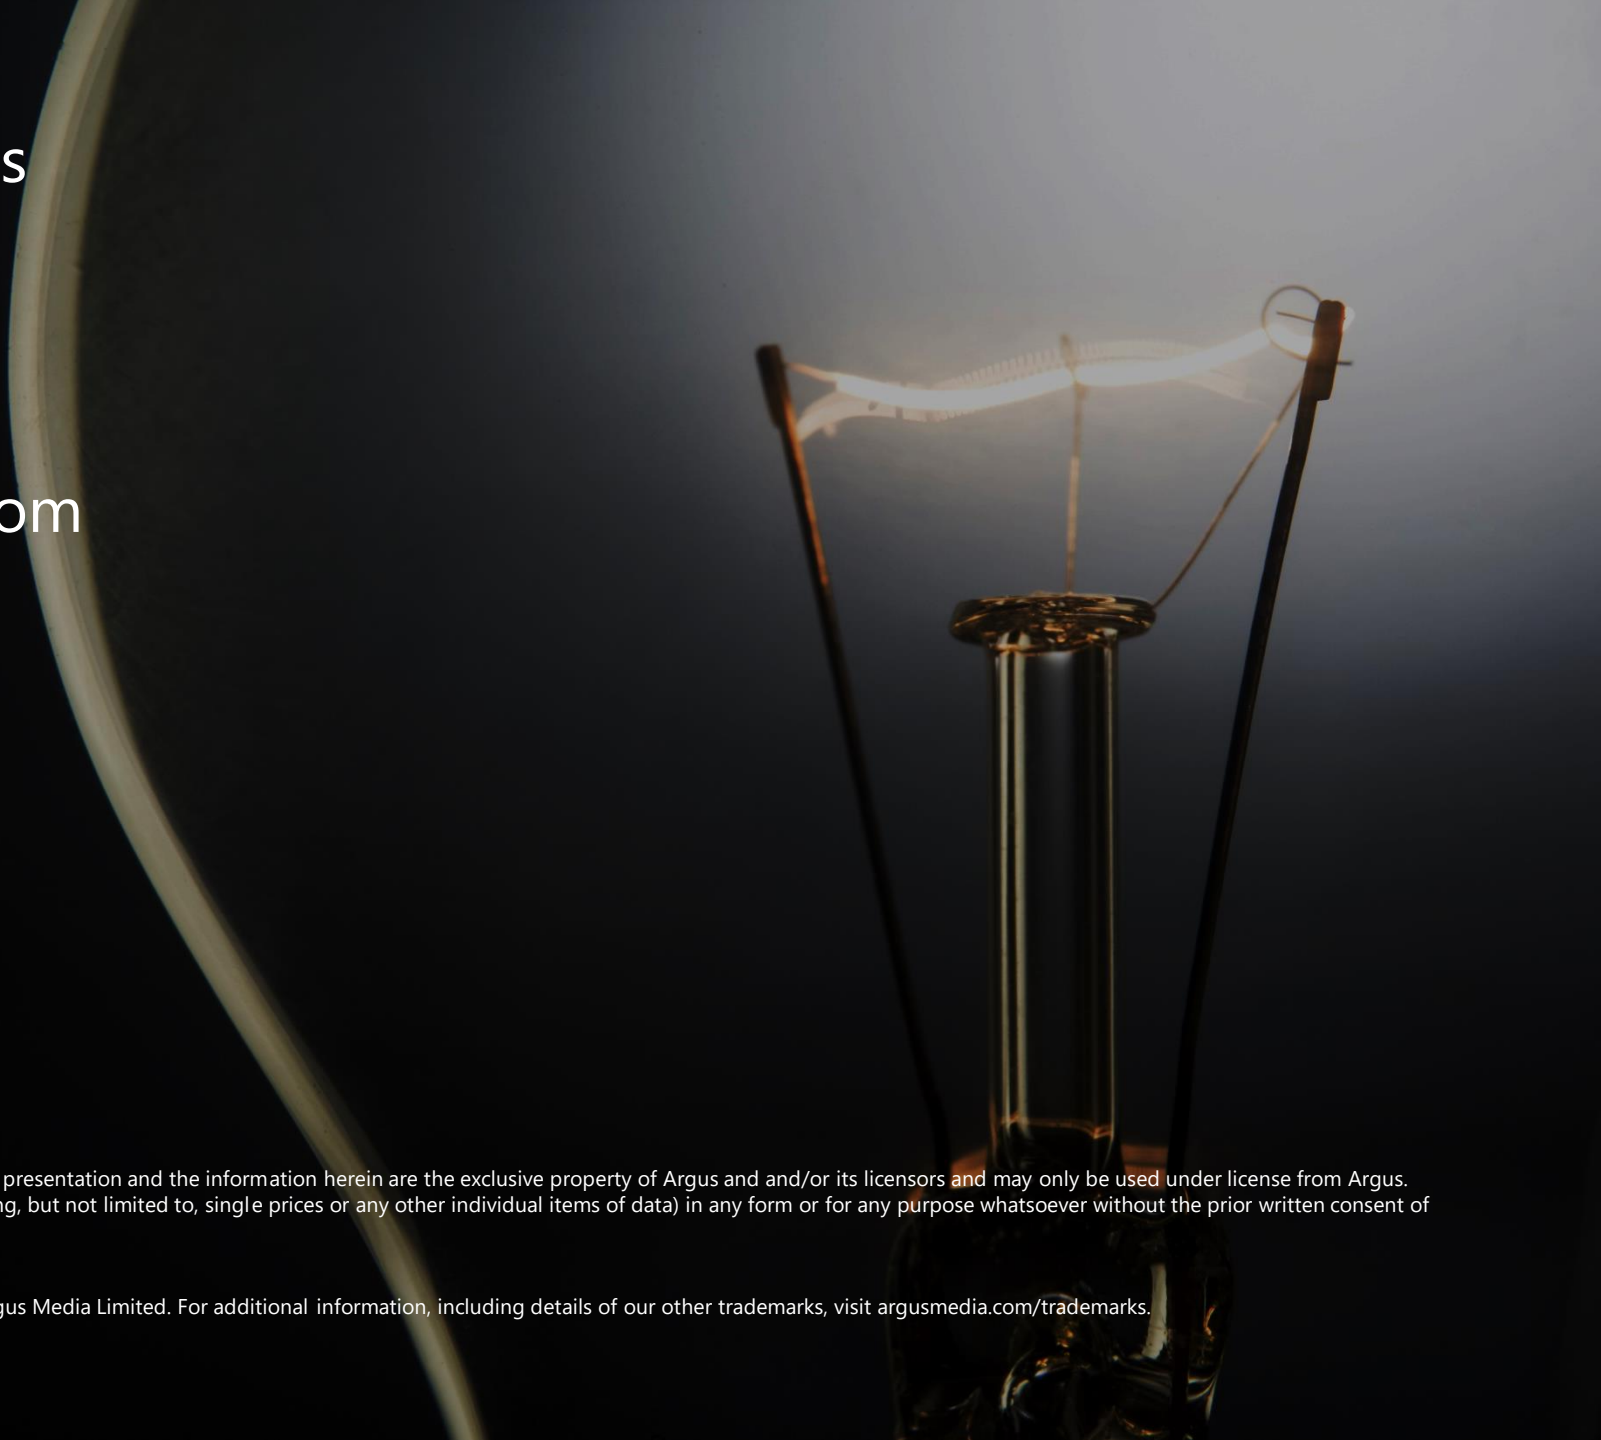 s
om
presentation and the information herein are the exclusive property of Argus and and/or its licensors and may only be used under license from Argus.
ng, but not limited to, single prices or any other individual items of data) in any form or for any purpose whatsoever without the prior written consent of
gus Media Limited. For additional information, including details of our other trademarks, visit argusmedia.com/trademarks.